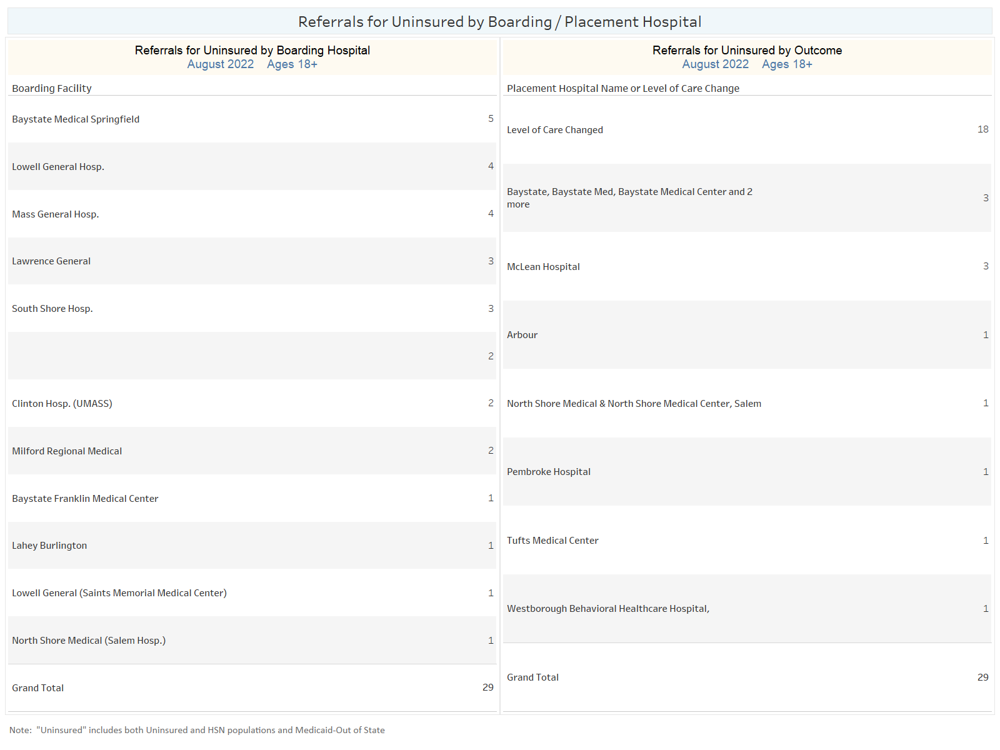 Referrals for Uninsured by Boarding / Placement Hospital
Referrals for Uninsured by Boarding Hospital
August 2022 Ages 18+
Boarding Facility
Baystate Medical Springfield 5
Lowell General Hosp. 4
Mass General Hosp. 4
Lawrence General 3
South Shore Hosp. 3
2
Clinton Hosp. (UMASS) 2
Milford Regional Medical 2
Baystate Franklin Medical Center 1
Lahey Burlington 1
Lowell General (Saints Memorial Medical Center) 1
North Shore Medical (Salem Hosp.) 1
Grand Total 29
Referrals for Uninsured by Outcome
August 2022 Ages 18+
Placement Hospital Name or Level of Care Change
Level of Care Changed 18
Baystate, Baystate Med, Baystate Medical Center and 2
more 3
McLean Hospital 3
Arbour 1
North Shore Medical & North Shore Medical Center, Salem 1
Pembroke Hospital 1
Tufts Medical Center 1
Westborough Behavioral Healthcare Hospital, 1
Grand Total 29
Note: "Uninsured" includes both Uninsured and HSN populations and Medicaid-Out of State